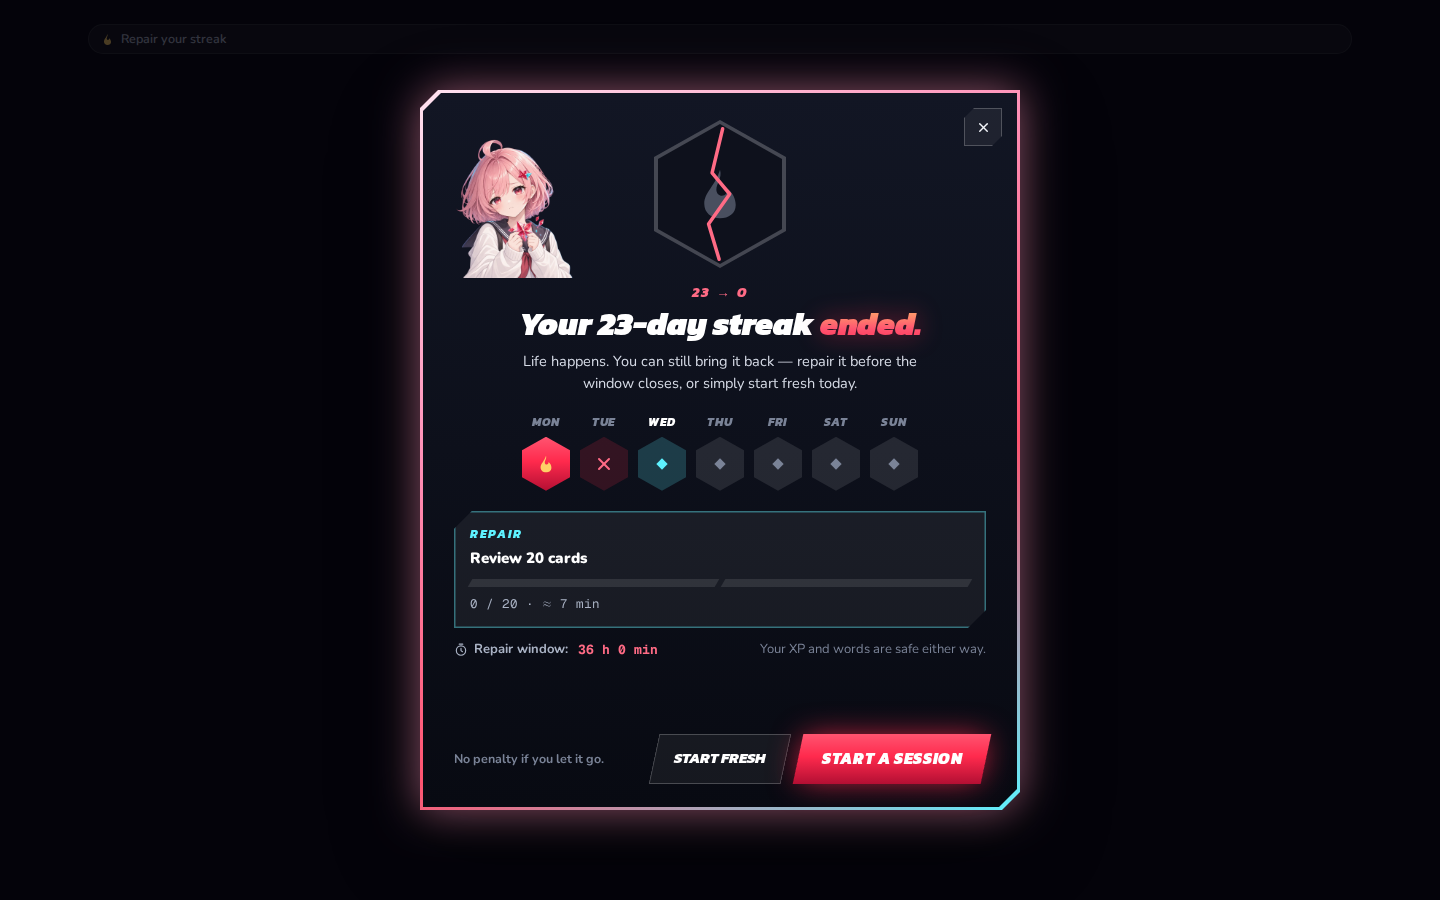 Repair your streak
23 → 0
Your 23-day streak ended.
Life happens. You can still bring it back — repair it before the
window closes, or simply start fresh today.
MON TUE WED THU FRI SAT SUN
REPAIR
Review 20 cards
0 / 20 · ≈ 7 min
Repair window: 36 h 0 min
Your XP and words are safe either way.
No penalty if you let it go.
START FRESH
START A SESSION